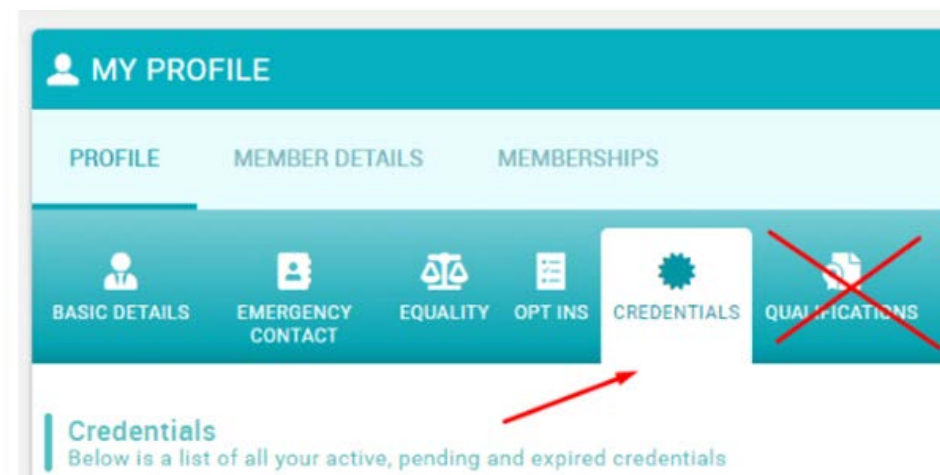 MY PROFILE
PROFILE
MEMBER DETAILS
MEMBERSHIPS
BASIC DETAILS
EMERGENCY
CONTACT
EQUALITY
OPT INS
CREDENTIALS
QUALIFICATIONS
Credentials
Below is a list of all your active, pending and expired credentials